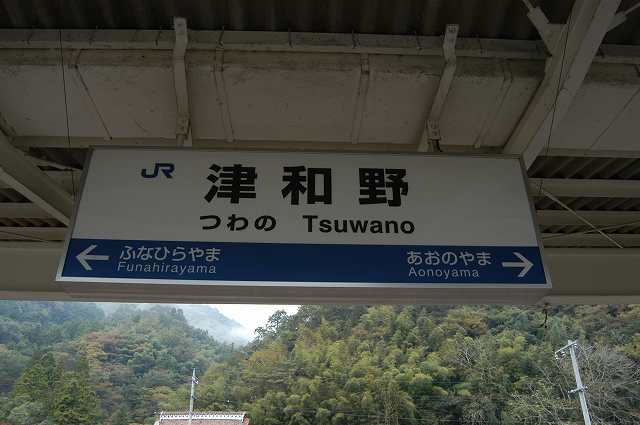 JR 津和野
つわの Tsuwano
← ふなひらやま あおのやま →
Funahirayama Aonoyama